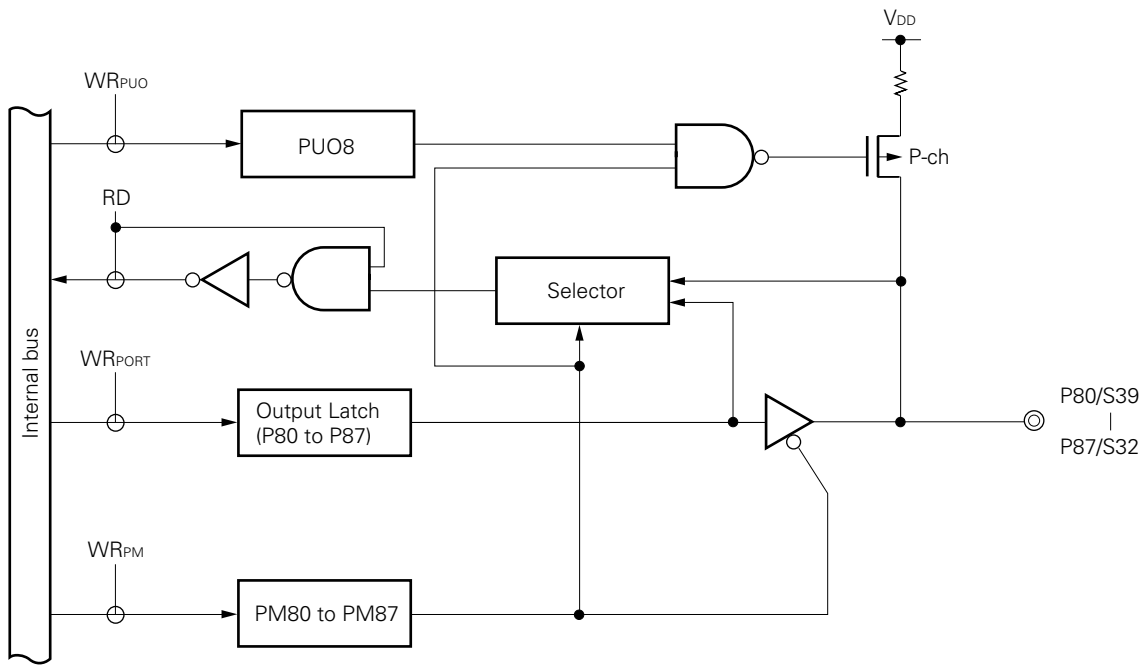 VDD
WRPUO
PUO8
P-ch
RD
Selector
Internal bus
WRPORT
Output Latch
(P80 to P87)
P80/S39
P87/S32
WRPM
PM80 to PM87